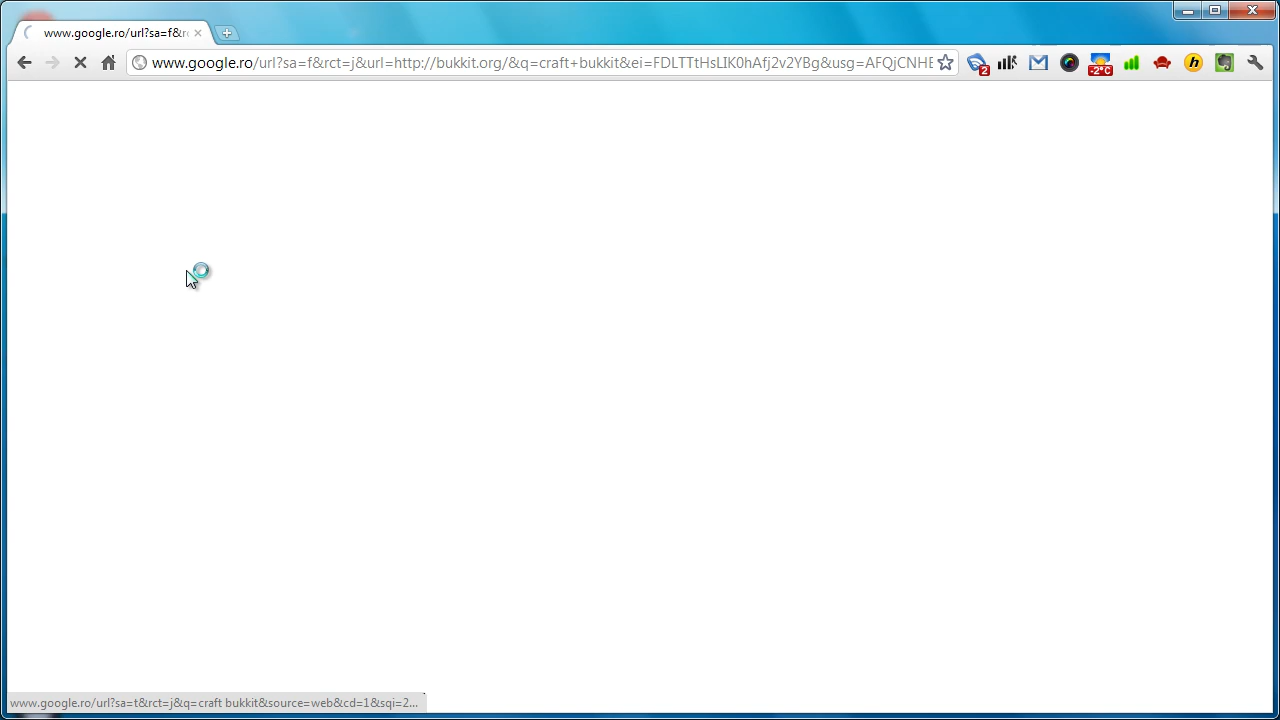 www.google.ro/url?sa=f&r
www.google.ro/url?sa=f&rct=j&url=http://bukkit.org/&q=craft+bukkit&ei=FDLTTtHsLIK0hAfj2v2YBg&usg=AFQjCNHE
2
-2°C
h
www.google.ro/url?sa=t&rct=j&q=craft bukkit&source=web&cd=1&sqi=2...